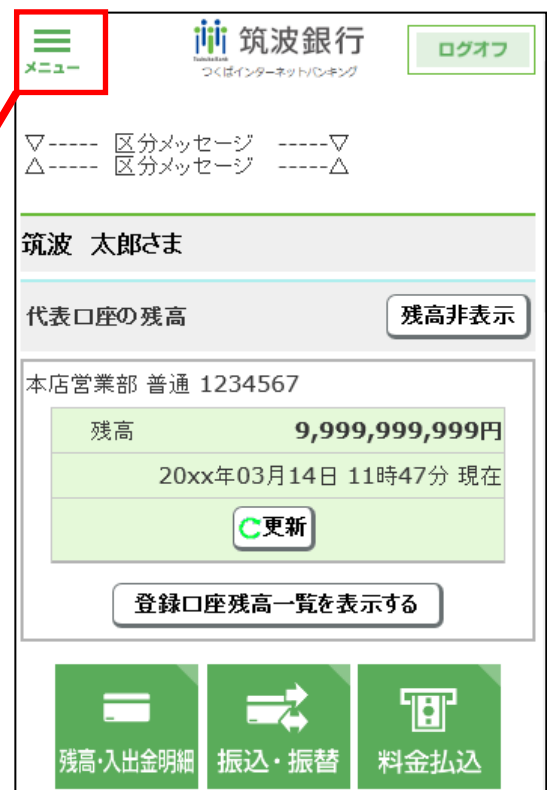 メニュー
筑波銀行
TsukubaBank
つくばインターネットバンキング
ログオフ
▽----- 区分メッセージ -----▽
△----- 区分メッセージ -----△
筑波 太郎さま
代表口座の残高
残高非表示
本店営業部 普通 1234567
残高 9,999,999,999円
20xx年03月14日 11時47分 現在
更新
登録口座残高一覧を表示する
残高・入出金明細
振込・振替
料金払込